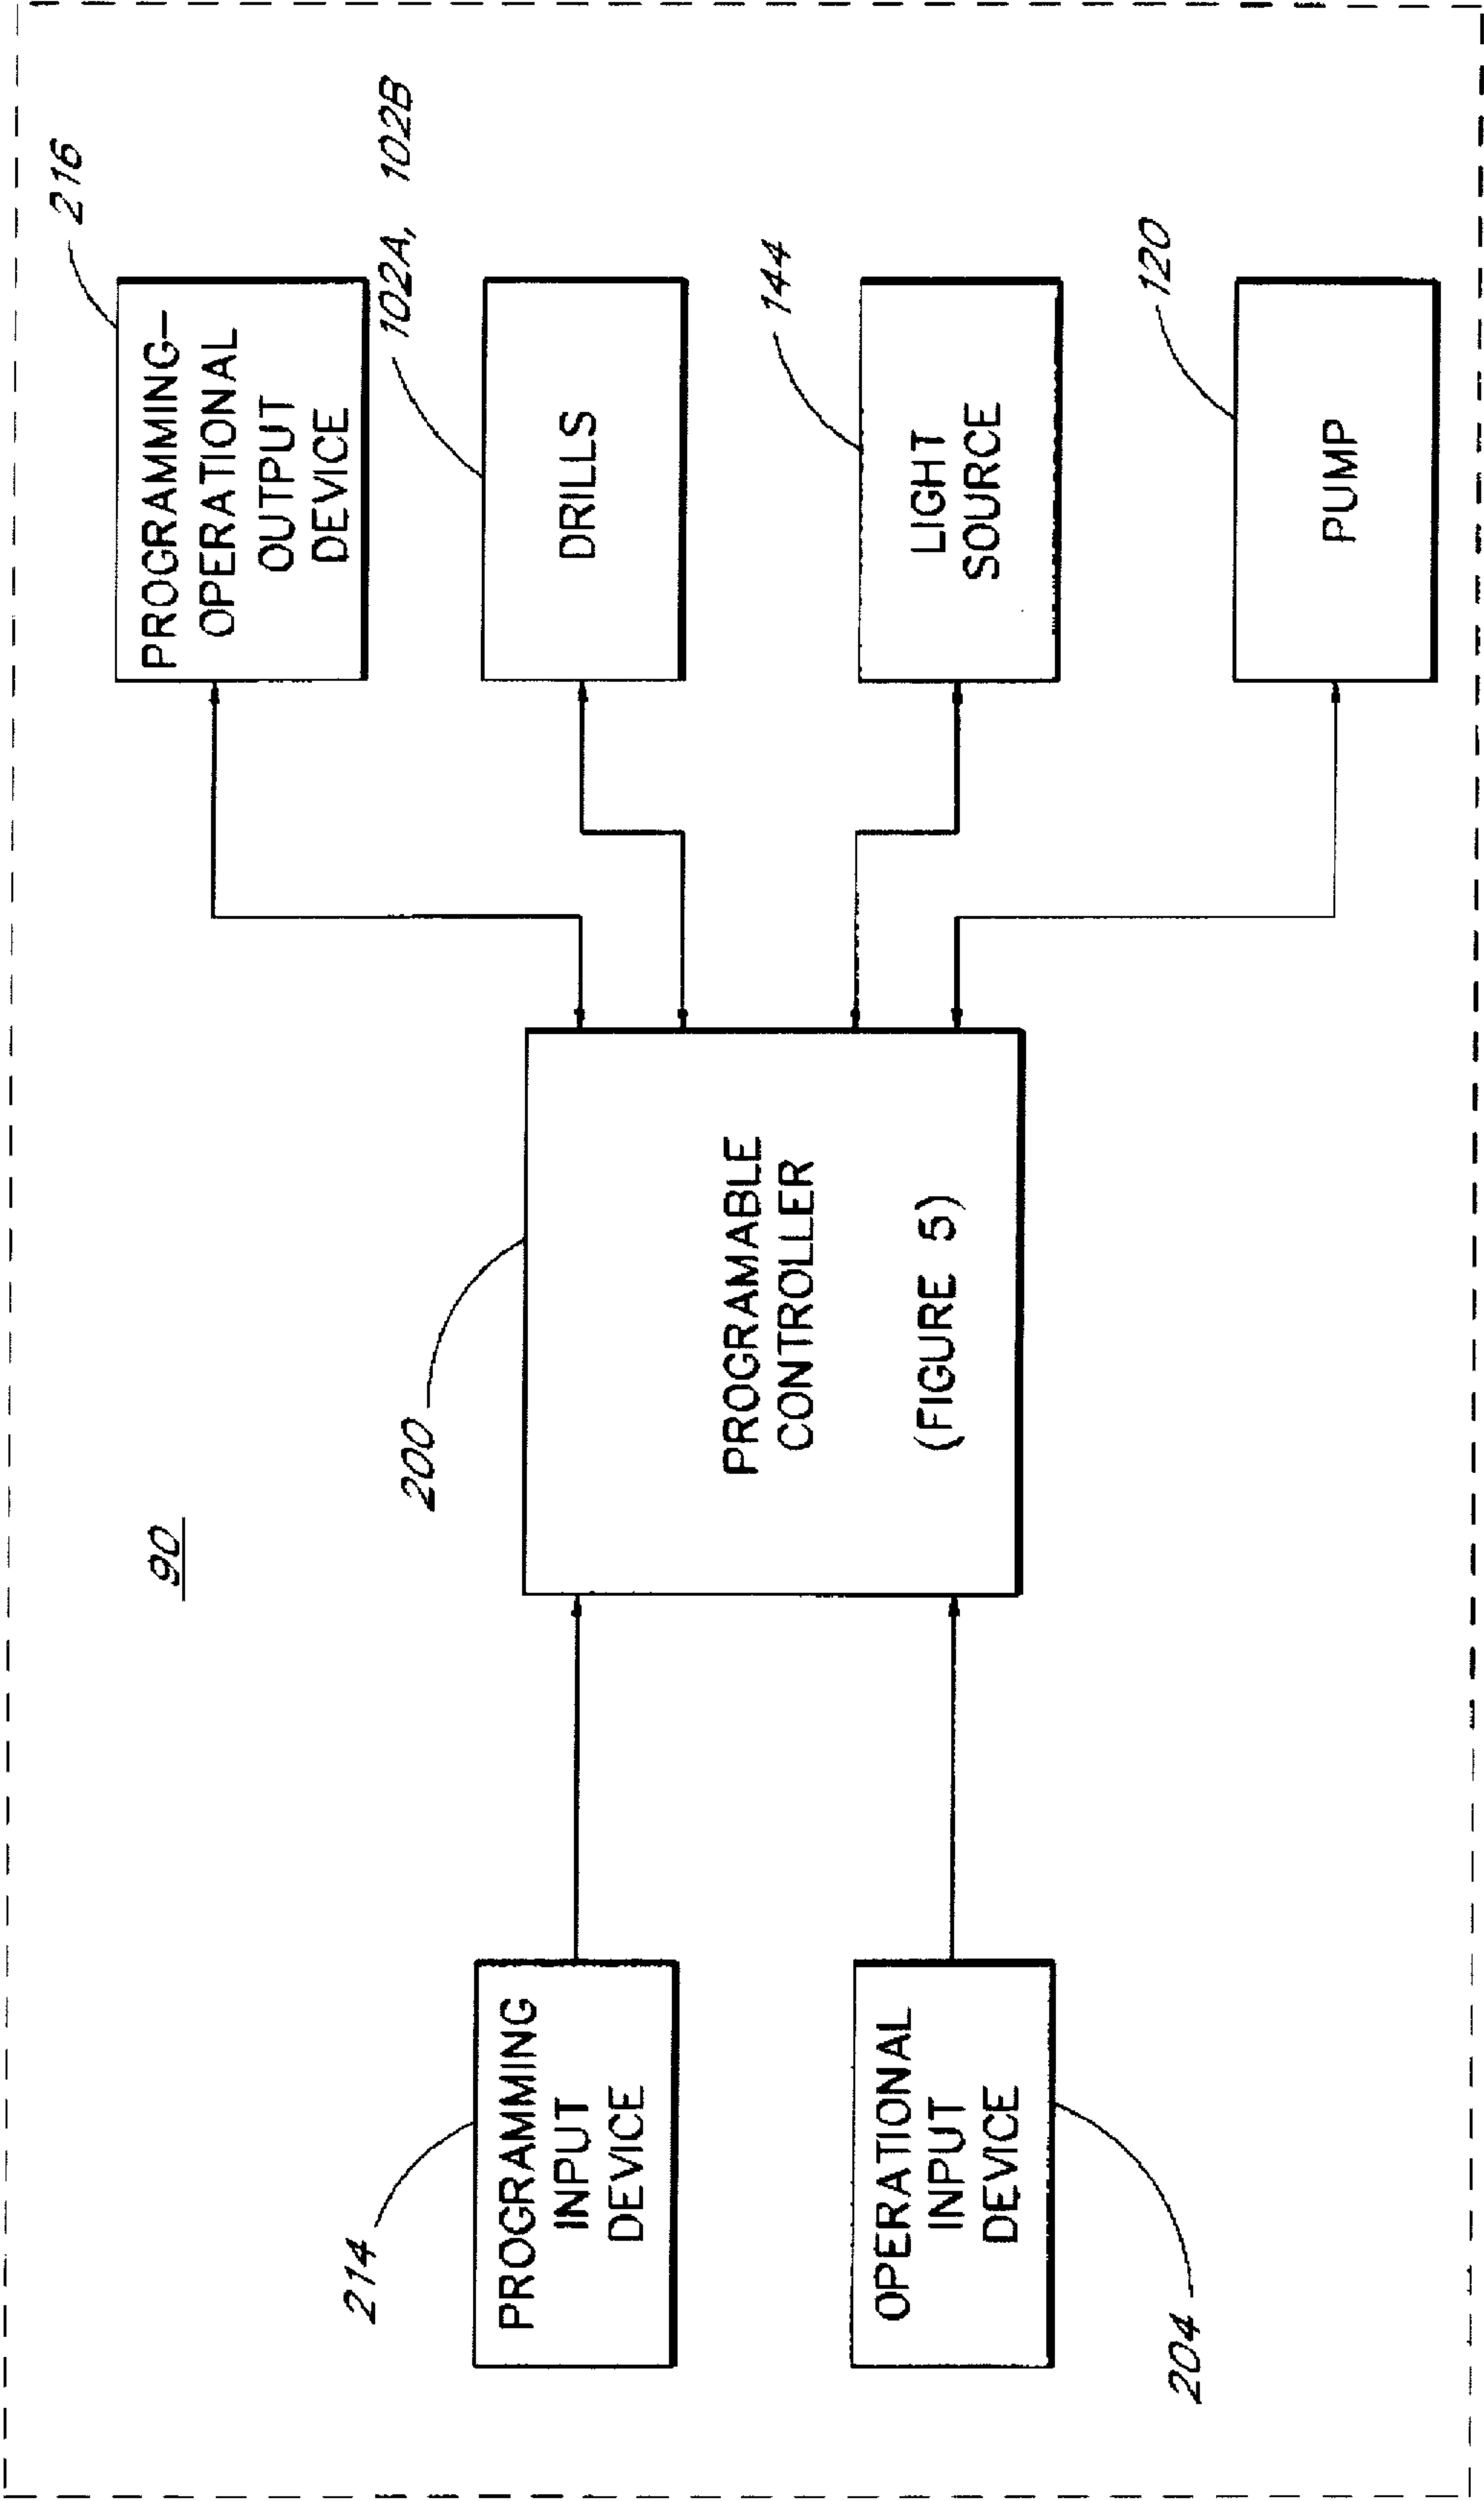 90
216
PROGRAMMING-
OPERATIONAL
OUTPUT
DEVICE
102A, 102B
DRILLS
144
LIGHT
SOURCE
120
PUMP
200
PROGRAMABLE
CONTROLLER
(FIGURE 5)
214
PROGRAMMING
INPUT
DEVICE
OPERATIONAL
INPUT
DEVICE
204